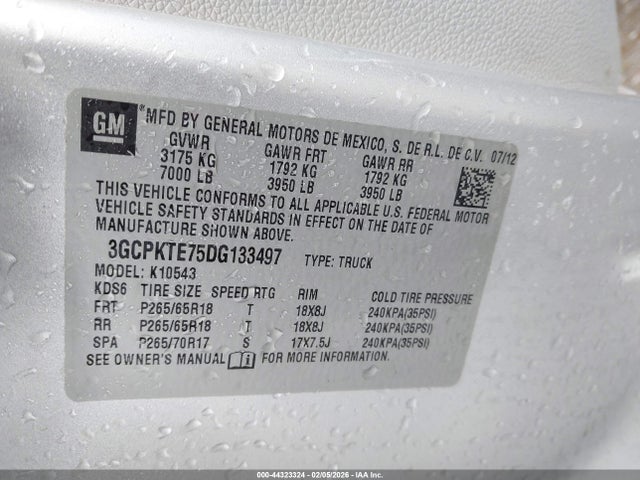 GM
®MFD BY GENERAL MOTORS DE MEXICO, S. DE R.L. DE C.V. 07/12
GVWR GAWR FRT GAWR RR
3175 KG 1792 KG 1792 KG
7000 LB 3950 LB 3950 LB
THIS VEHICLE CONFORMS TO ALL APPLICABLE U.S. FEDERAL MOTOR
VEHICLE SAFETY STANDARDS IN EFFECT ON THE DATE OF
MANUFACTURE SHOWN ABOVE.
3GCPKTE75DG133497 TYPE: TRUCK
MODEL: K10543
KDS6 TIRE SIZE SPEED RTG RIM COLD TIRE PRESSURE
FRT P265/65R18 T 18X8J 240KPA(35PSI)
RR P265/65R18 T 18X8J 240KPA(35PSI)
SPA P265/70R17 S 17X7.5J 240KPA(35PSI)
SEE OWNER'S MANUAL FOR MORE INFORMATION.
000-44323324 | 02/05/2026 - IAAI.COM